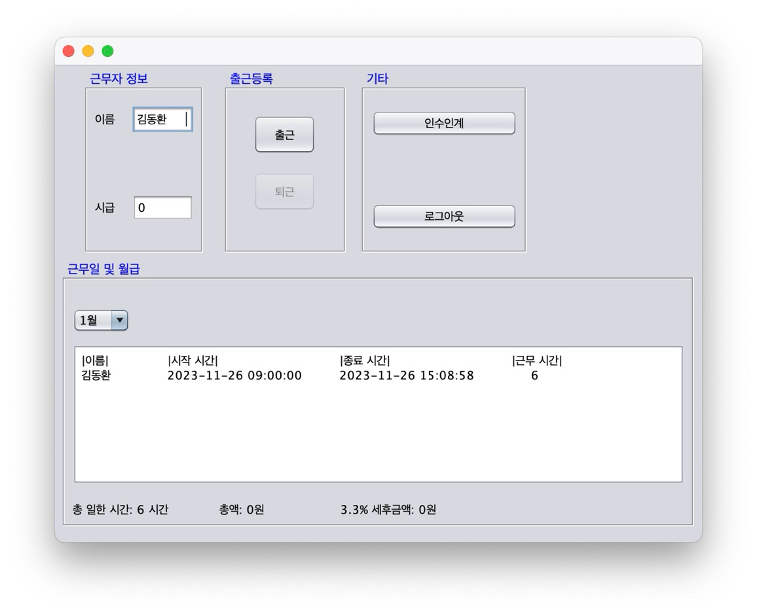 근무자 정보
출근등록
기타
이름
김동환
출근
인수인계
퇴근
시급
0
로그아웃
근무일 및 월급
1월
|이름| |시작 시간| |종료 시간| |근무 시간|
김동환 2023-11-26 09:00:00 2023-11-26 15:08:58 6
총 일한 시간: 6 시간 총액: 0원 3.3% 세후금액: 0원